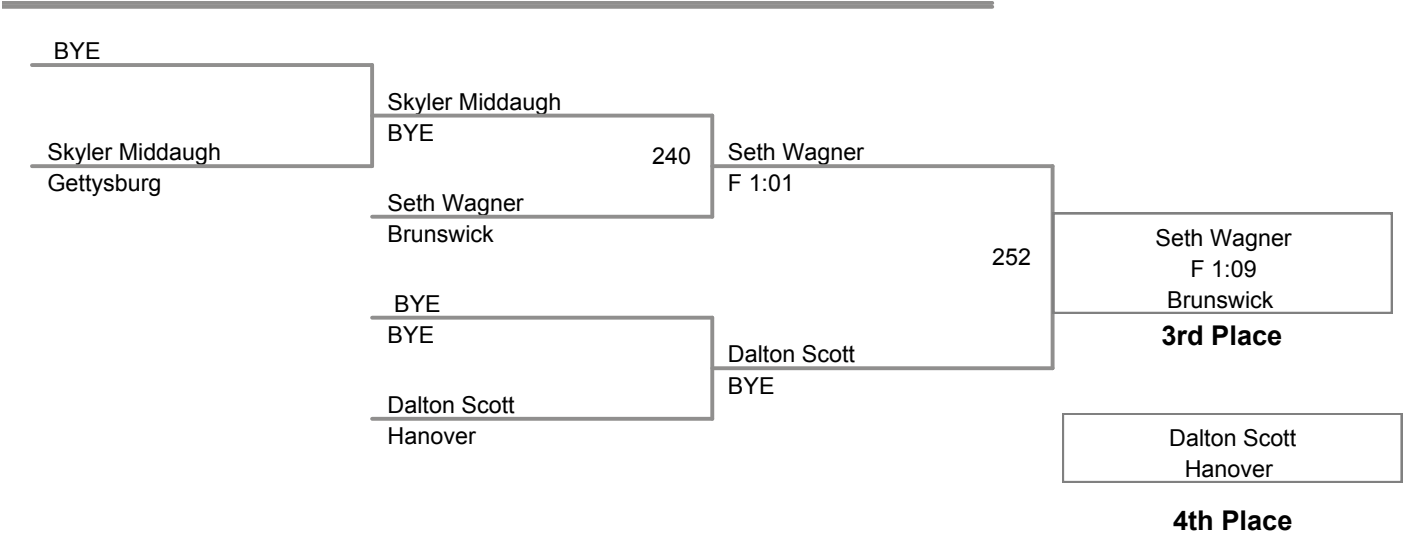 BYE
Skyler Middaugh
Gettysburg
Skyler Middaugh
BYE
240
Seth Wagner
Brunswick
Seth Wagner
F 1:01
BYE
BYE
Dalton Scott
Hanover
Dalton Scott
BYE
252
Seth Wagner
F 1:09
Brunswick
3rd Place
Dalton Scott
Hanover
4th Place